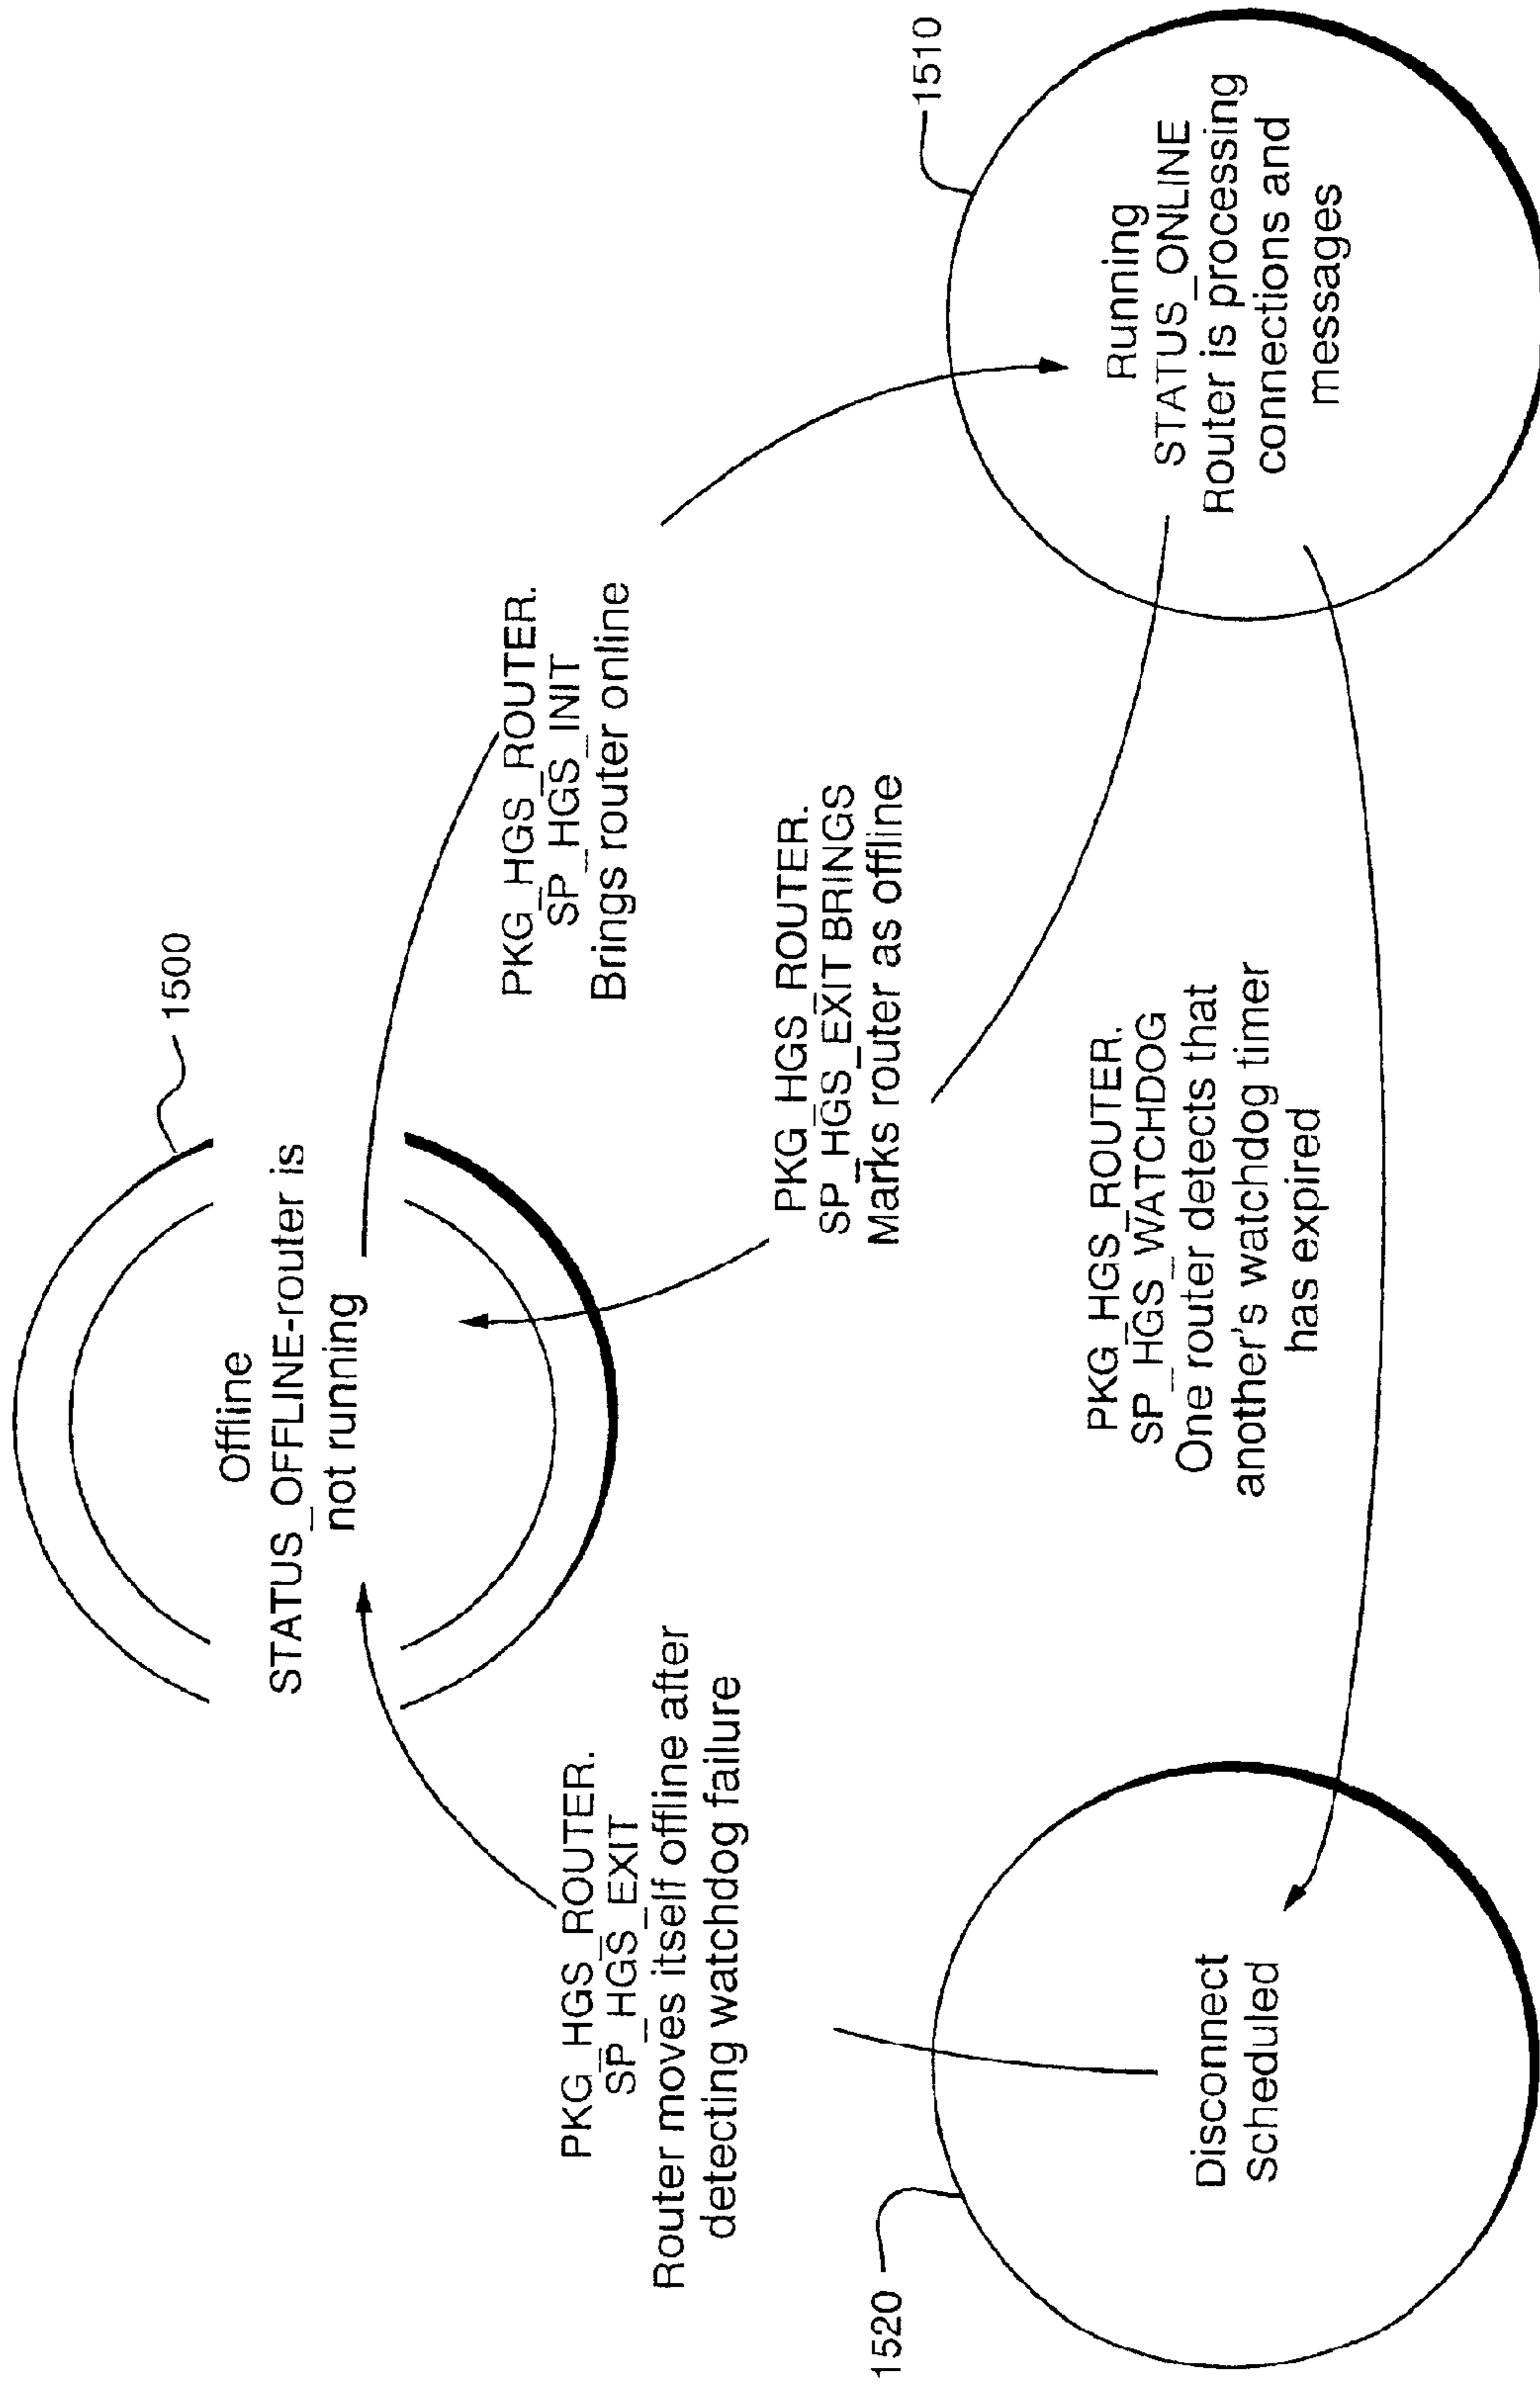 1500
Offline
STATUS_OFFLINE-router is
not running
PKG_HGS_ROUTER.
SP_HGS_EXIT
Router moves itself offline after
detecting watchdog failure
PKG_HGS_ROUTER.
SP_HGS_INIT
Brings router online
PKG_HGS_ROUTER.
SP_HGS_EXIT BRINGS
Marks router as offline
1520
Disconnect
Scheduled
PKG_HGS_ROUTER.
SP_HGS_WATCHDOG
One router detects that
another's watchdog timer
has expired
1510
Running
STATUS_ONLINE
Router is processing
connections and
messages